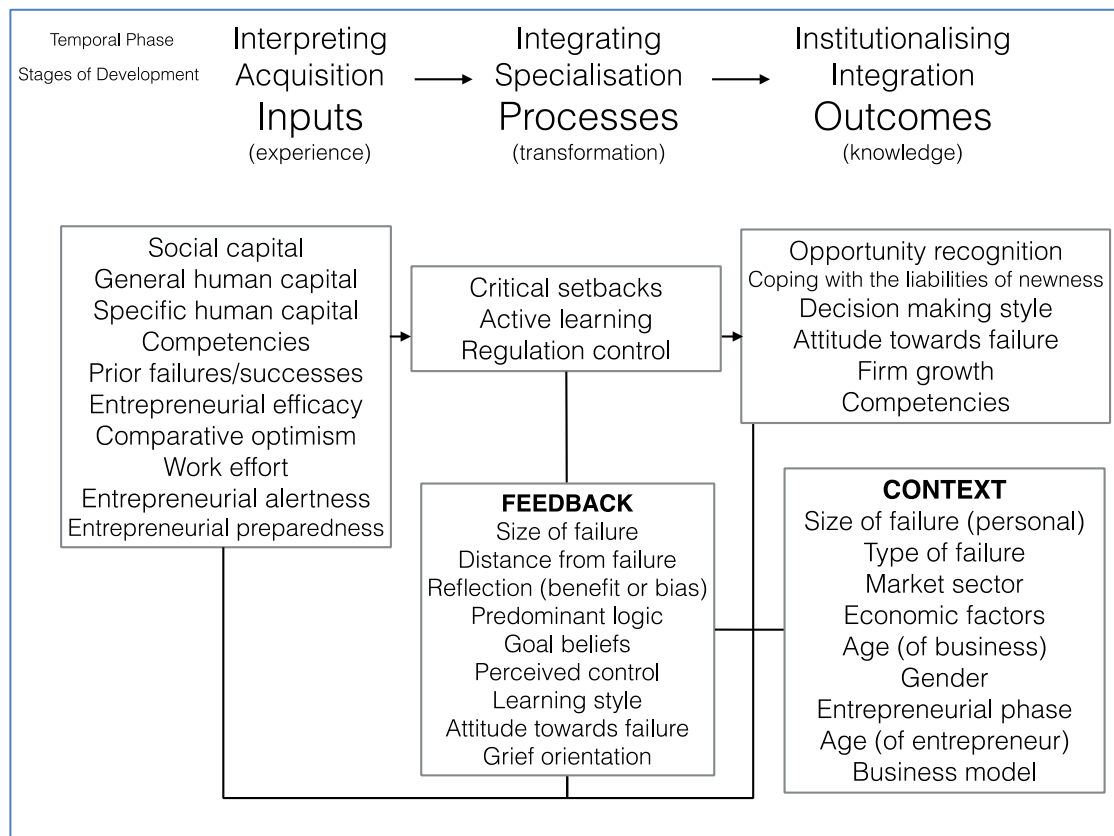 Temporal Phase
Stages of Development
Interpreting
Acquisition
Inputs
(experience)
Integrating
Specialisation
Processes
(transformation)
Institutionalising
Integration
Outcomes
(knowledge)
Social capital
General human capital
Specific human capital
Competencies
Prior failures/successes
Entrepreneurial efficacy
Comparative optimism
Work effort
Entrepreneurial alertness
Entrepreneurial preparedness
Critical setbacks
Active learning
Regulation control
Opportunity recognition
Coping with the liabilities of newness
Decision making style
Attitude towards failure
Firm growth
Competencies
FEEDBACK
Size of failure
Distance from failure
Reflection (benefit or bias)
Predominant logic
Goal beliefs
Perceived control
Learning style
Attitude towards failure
Grief orientation
CONTEXT
Size of failure (personal)
Type of failure
Market sector
Economic factors
Age (of business)
Gender
Entrepreneurial phase
Age (of entrepreneur)
Business model